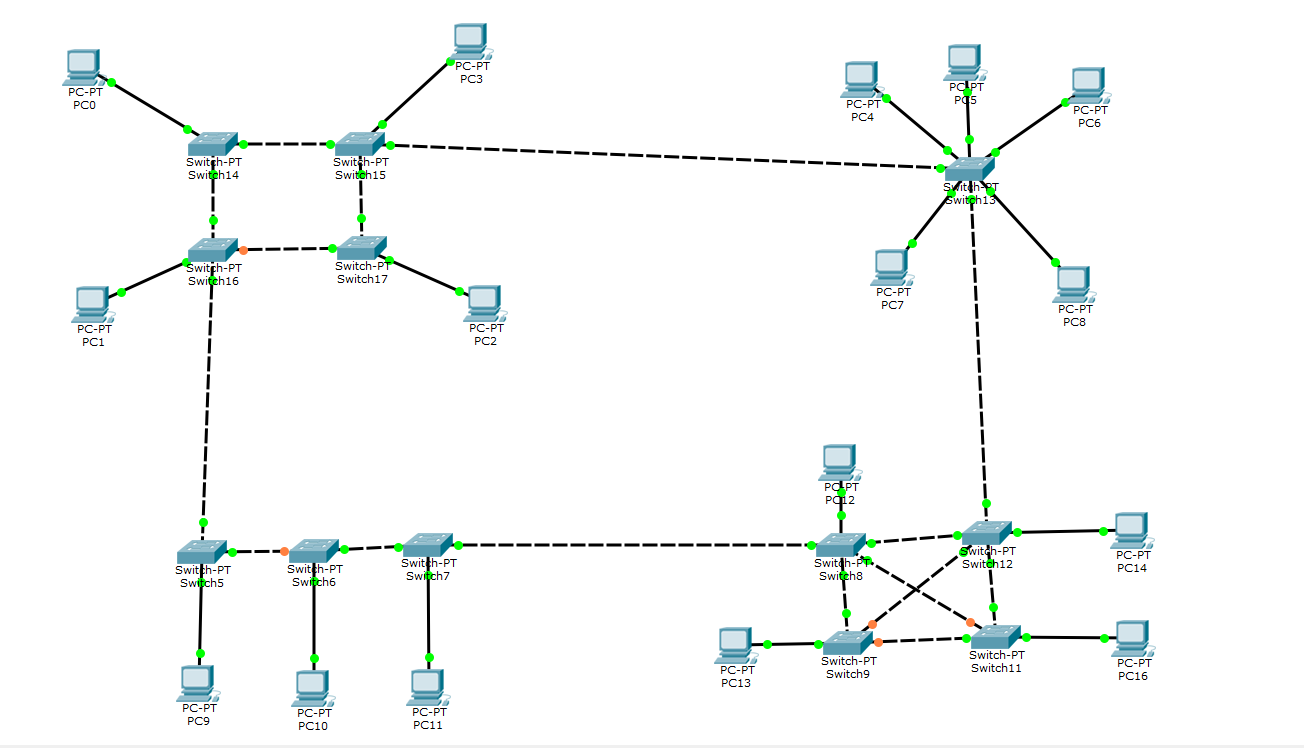 PC-PT
PC0
PC-PT
PC3
PC-PT
PC4
PC-PT
PC5
PC-PT
PC6
Switch-PT
Switch14
Switch-PT
Switch15
Switch-PT
Switch13
Switch-PT
Switch16
Switch-PT
Switch17
PC-PT
PC7
PC-PT
PC8
PC-PT
PC1
PC-PT
PC2
PC-PT
PC12
Switch-PT
Switch5
Switch-PT
Switch6
Switch-PT
Switch7
Switch-PT
Switch8
Switch-PT
Switch12
PC-PT
PC14
PC-PT
PC13
Switch-PT
Switch9
Switch-PT
Switch11
PC-PT
PC16
PC-PT
PC9
PC-PT
PC10
PC-PT
PC11